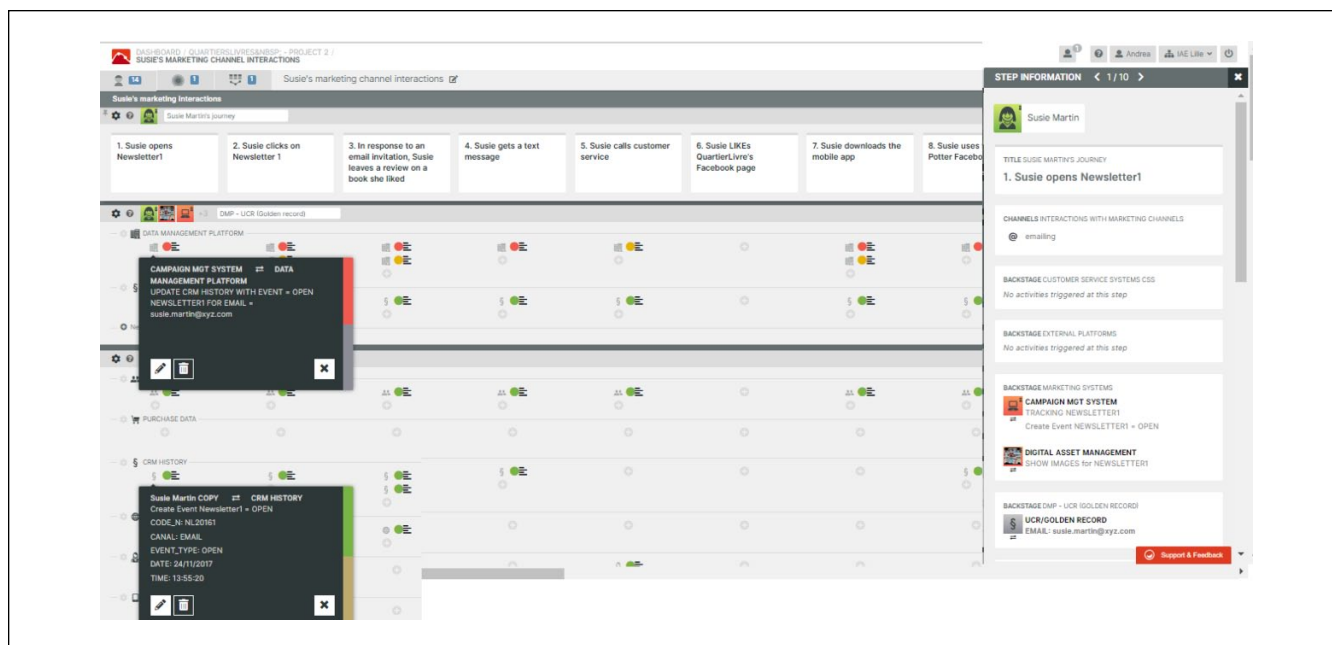 DASHBOARD / QUARTIERSLIVRES&NBSP; - PROJECT 2 /
SUSIE'S MARKETING CHANNEL INTERACTIONS
1
Andrea
IAE Lille
14
1
1
Susie's marketing channel interactions
Susie's marketing interactions
Susie Martin's journey
1. Susie opens
Newsletter1
2. Susie clicks on
Newsletter 1
3. In response to an
email invitation, Susie
leaves a review on a
book she liked
4. Susie gets a text
message
5. Susie calls customer
service
6. Susie LIKEs
QuartierLivre's
Facebook page
7. Susie downloads the
mobile app
8. Susie uses
Potter Facebo
DMP - UCR (Golden record)
DATA MANAGEMENT PLATFORM
CAMPAIGN MGT SYSTEM ⇄ DATA
MANAGEMENT PLATFORM
UPDATE CRM HISTORY WITH EVENT = OPEN
NEWSLETTER1 FOR EMAIL =
susie.martin@xyz.com
Ne
PURCHASE DATA
§ CRM HISTORY
Susie Martin COPY ⇄ CRM HISTORY
Create Event Newsletter1 = OPEN
CODE_N: NL20161
CANAL: EMAIL
EVENT_TYPE: OPEN
DATE: 24/11/2017
TIME: 13:55:20
STEP INFORMATION < 1 / 10 >
Susie Martin
TITLE SUSIE MARTIN'S JOURNEY
1. Susie opens Newsletter1
CHANNELS INTERACTIONS WITH MARKETING CHANNELS
@ emailing
BACKSTAGE CUSTOMER SERVICE SYSTEMS CSS
No activities triggered at this step
BACKSTAGE EXTERNAL PLATFORMS
No activities triggered at this step
BACKSTAGE MARKETING SYSTEMS
CAMPAIGN MGT SYSTEM
TRACKING NEWSLETTER1
Create Event NEWSLETTER1 = OPEN
DIGITAL ASSET MANAGEMENT
SHOW IMAGES for NEWSLETTER1
BACKSTAGE DMP - UCR (GOLDEN RECORD)
§ UCR/GOLDEN RECORD
EMAIL: susie.martin@xyz.com
Support & Feedback